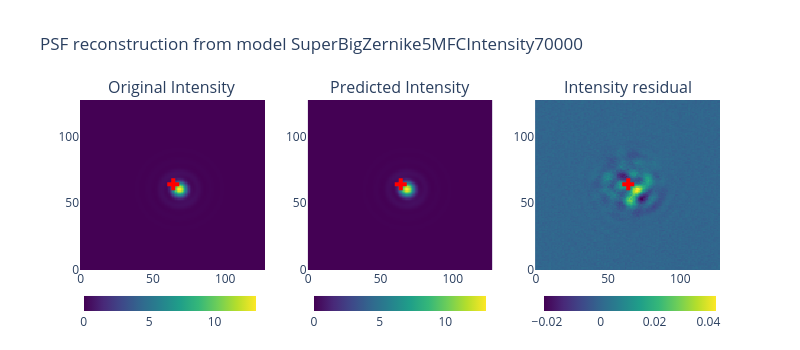 PSF reconstruction from model SuperBigZernike5MFCIntensity70000
Original Intensity
Predicted Intensity
Intensity residual
100
50
0
0 50 100
100
50
0
0 50 100
100
50
0
0 50 100
0 5 10
0 5 10
−0.02 0 0.02 0.04